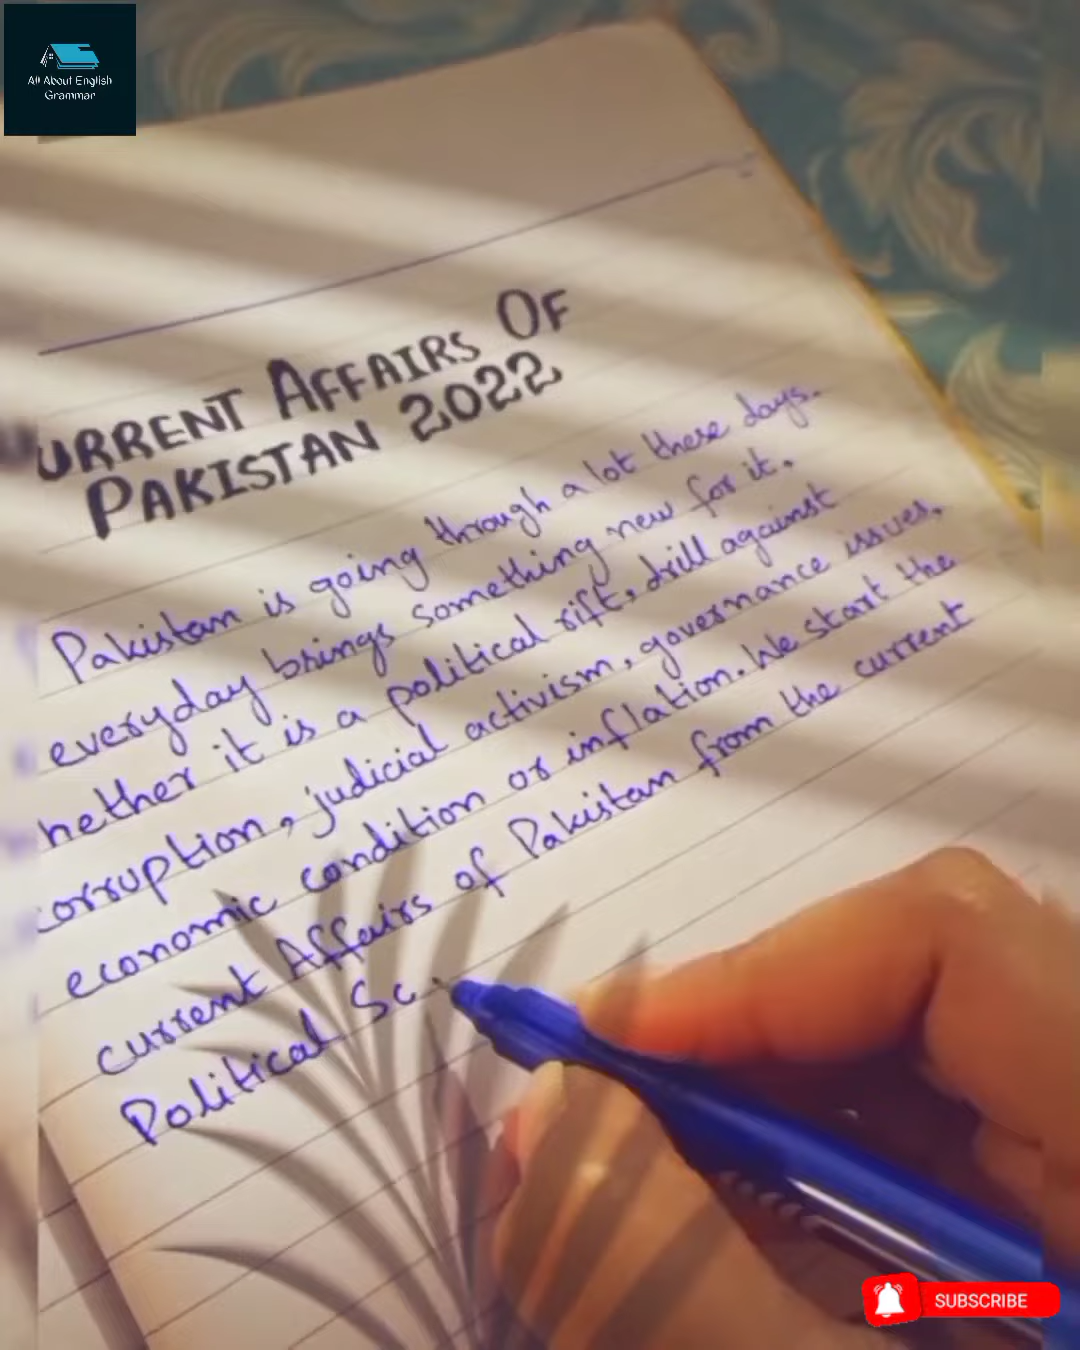 All About English
Grammar
URRENT AFFAIRS OF
PAKISTAN 2022
Pakistan is going through a lot these days.
everyday brings something new for it.
hether it is a political rift, drill against
corruption, judicial activism, governance issues,
economic condition or inflation. We start the
current Affairs of Pakistan from the current
Political Sc
SUBSCRIBE